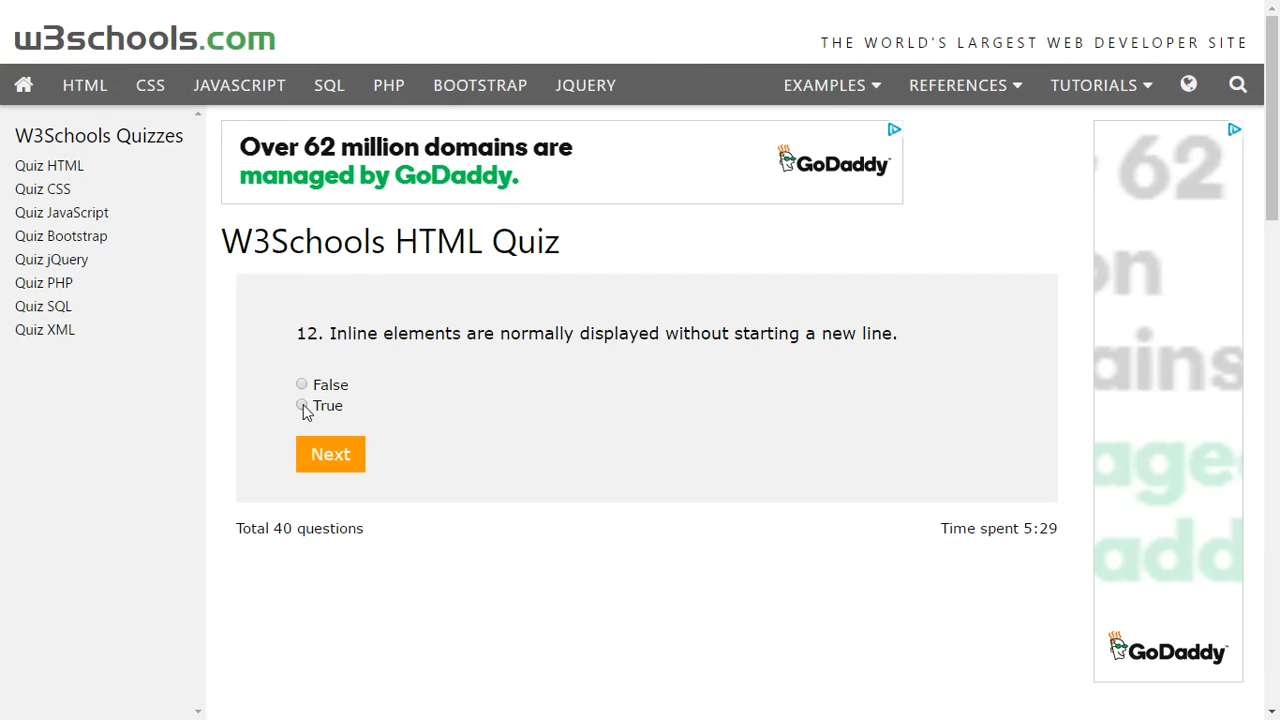 w3schools.com
THE WORLD'S LARGEST WEB DEVELOPER SITE
HTML CSS JAVASCRIPT SQL PHP BOOTSTRAP JQUERY EXAMPLES REFERENCES TUTORIALS
W3Schools Quizzes
Quiz HTML
Quiz CSS
Quiz JavaScript
Quiz Bootstrap
Quiz jQuery
Quiz PHP
Quiz SQL
Quiz XML
Over 62 million domains are
managed by GoDaddy.
GoDaddy
W3Schools HTML Quiz
12. Inline elements are normally displayed without starting a new line.
False
True
Next
Total 40 questions
Time spent 5:29
62
GoDaddy